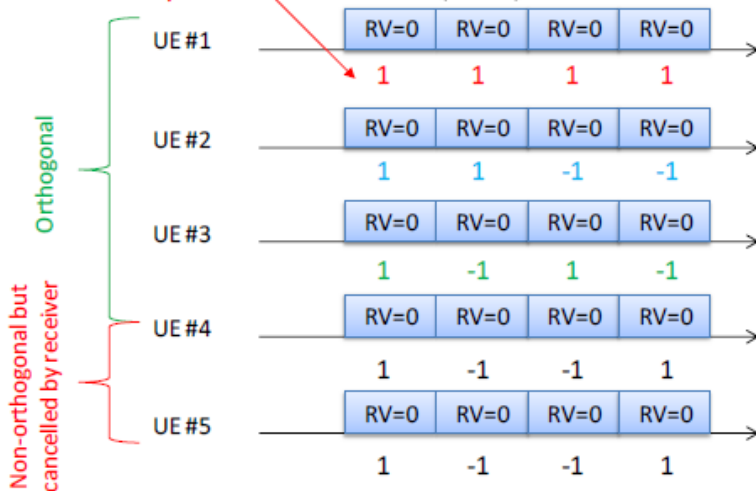 UE#1 RV=0 RV=0 RV=0 RV=0
1 1 1 1
UE#2 RV=0 RV=0 RV=0 RV=0
1 1 -1 -1
Orthogonal
UE#3 RV=0 RV=0 RV=0 RV=0
1 -1 1 -1
UE#4 RV=0 RV=0 RV=0 RV=0
1 -1 -1 1
Non-orthogonal but
cancelled by receiver
UE#5 RV=0 RV=0 RV=0 RV=0
1 -1 -1 1